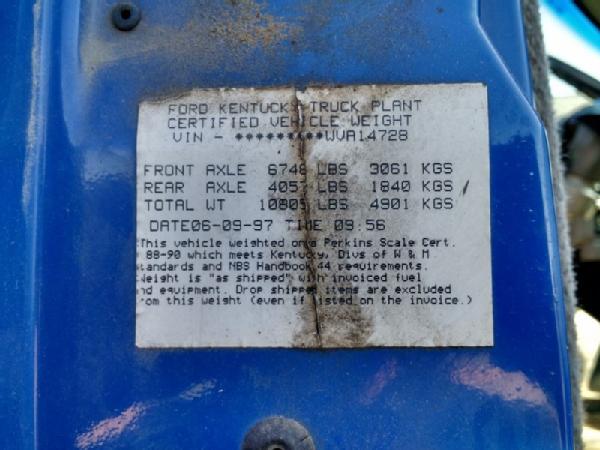 FORD KENTUCKY TRUCK PLANT
CERTIFIED VEHICLE WEIGHT
VIN - *********WVA14728
FRONT AXLE 6748 LBS 3061 KGS
REAR AXLE 4057 LBS 1840 KGS
TOTAL WT 10805 LBS 4901 KGS
DATE06-09-97 TIME 09:56
This vehicle weighted on a Perkins Scale Cert.
88-90 which meets Kentucky, Divs of W & M
tandards and NBS Handbook 44 requirements.
Weight is "as shipped" with invoiced fuel
nd equipment. Drop shipped items are excluded
rom this weight (even if listed on the invoice.)